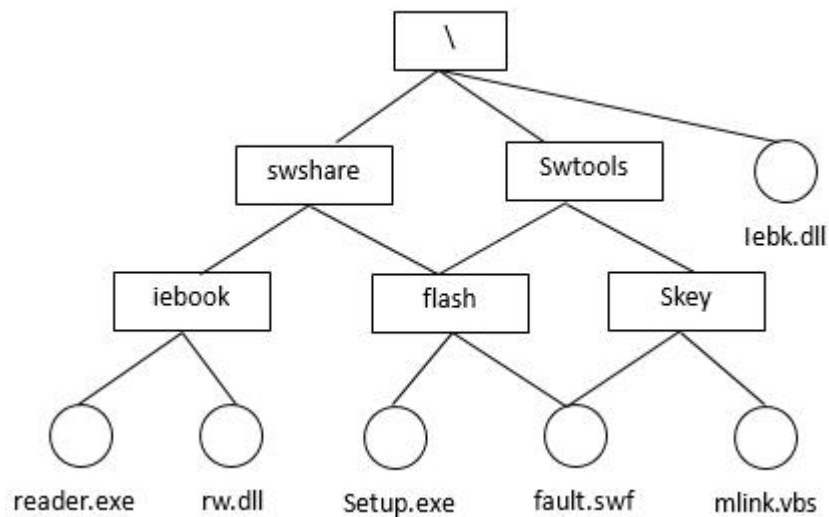 \
swshare
Swtools
Iebk.dll
iebook
flash
Skey
reader.exe
rw.dll
Setup.exe
fault.swf
mlink.vbs